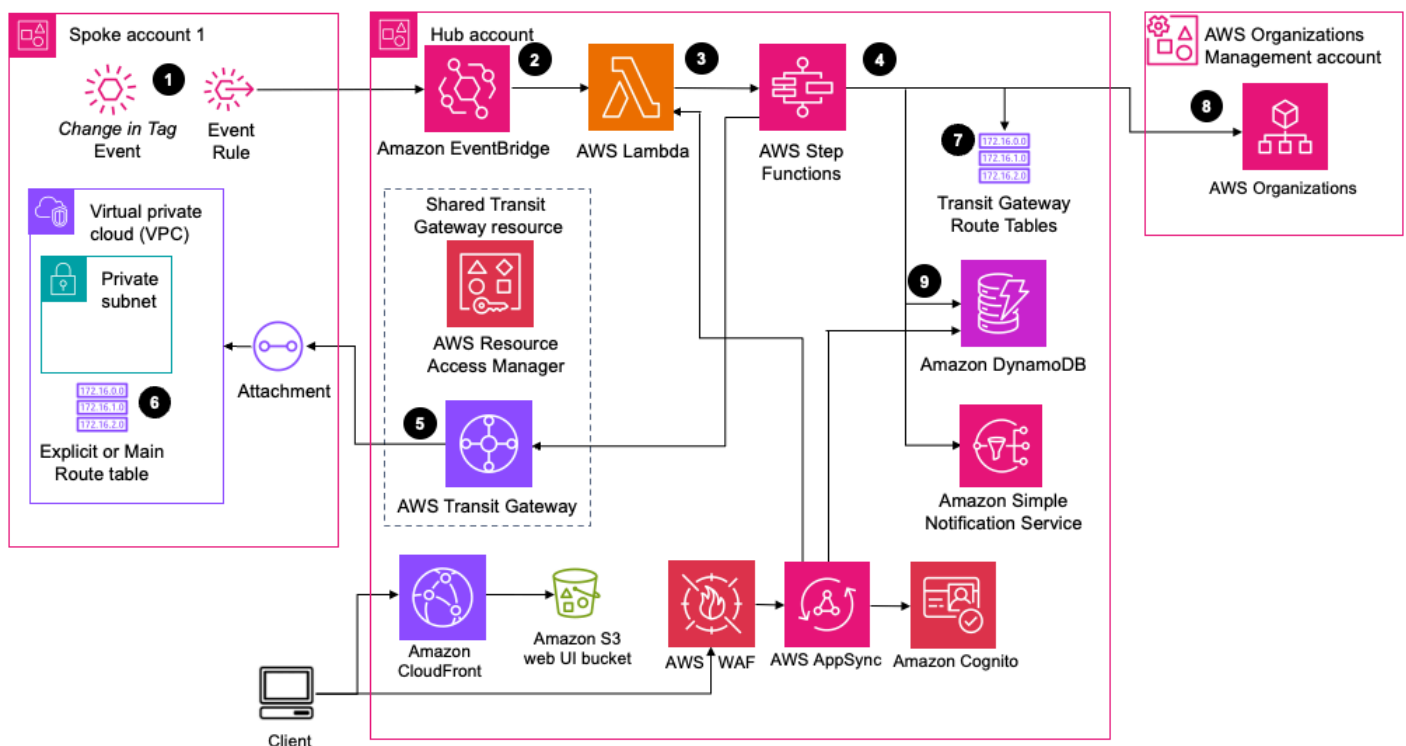 Spoke account 1
1
Change in Tag
Event
Event
Rule
Virtual private
cloud (VPC)
Private
subnet
172.16.0.0
172.16.1.0
172.16.2.0
6
Explicit or Main
Route table
Attachment
Hub account
2
3
4
Amazon EventBridge
AWS Lambda
AWS Step
Functions
7
172.16.0.0
172.16.1.0
172.16.2.0
Transit Gateway
Route Tables
Shared Transit
Gateway resource
AWS Resource
Access Manager
5
AWS Transit Gateway
9
Amazon DynamoDB
Amazon Simple
Notification Service
Amazon
CloudFront
Amazon S3
web UI bucket
AWS WAF
AWS AppSync
Amazon Cognito
Client
AWS Organizations
Management account
8
AWS Organizations